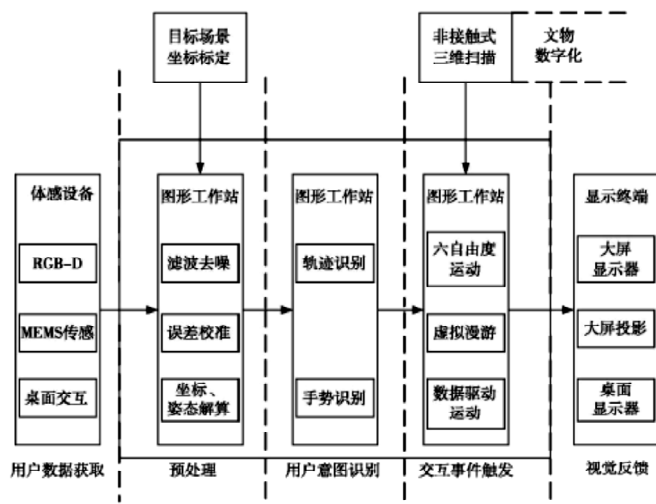 目标场景
坐标标定
非接触式
三维扫描
文物
数字化
体感设备
RGB-D
MEMS传感
桌面交互
用户数据获取
图形工作站
滤波去噪
误差校准
坐标、
姿态解算
预处理
图形工作站
轨迹识别
手势识别
用户意图识别
图形工作站
六自由度
运动
虚拟漫游
数据驱动
运动
交互事件触发
显示终端
大屏
显示器
大屏投影
桌面
显示器
视觉反馈